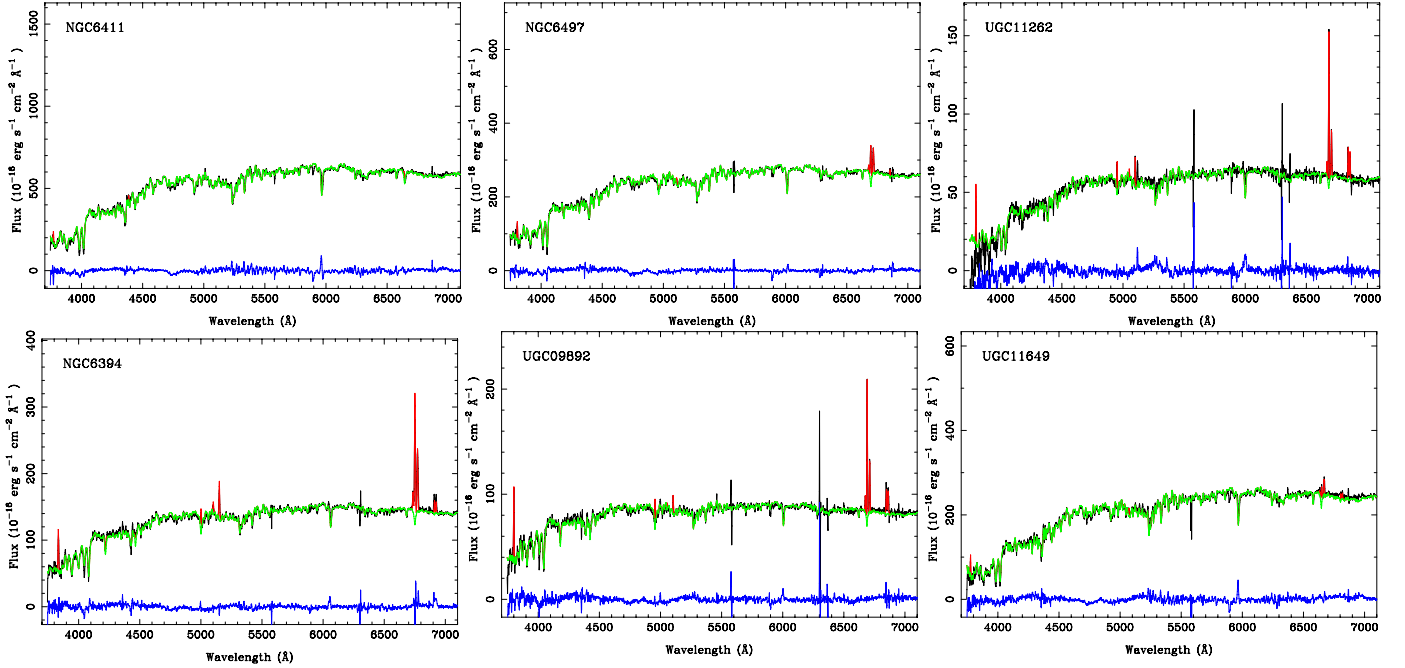 NGC6411
1500
1000
500
0
Flux (10⁻¹⁶ erg s⁻¹ cm⁻² Å⁻¹ )
4000 4500 5000 5500 6000 6500 7000
Wavelength (Å)
NGC6497
600
400
200
0
Flux (10⁻¹⁶ erg s⁻¹ cm⁻² Å⁻¹ )
4000 4500 5000 5500 6000 6500 7000
Wavelength (Å)
UGC11262
150
100
50
0
Flux (10⁻¹⁶ erg s⁻¹ cm⁻² Å⁻¹ )
4000 4500 5000 5500 6000 6500 7000
Wavelength (Å)
NGC6394
400
300
200
100
0
Flux (10⁻¹⁶ erg s⁻¹ cm⁻² Å⁻¹ )
4000 4500 5000 5500 6000 6500 7000
Wavelength (Å)
UGC09892
200
100
0
Flux (10⁻¹⁶ erg s⁻¹ cm⁻² Å⁻¹ )
4000 4500 5000 5500 6000 6500 7000
Wavelength (Å)
UGC11649
600
400
200
0
Flux (10⁻¹⁶ erg s⁻¹ cm⁻² Å⁻¹ )
4000 4500 5000 5500 6000 6500 7000
Wavelength (Å)